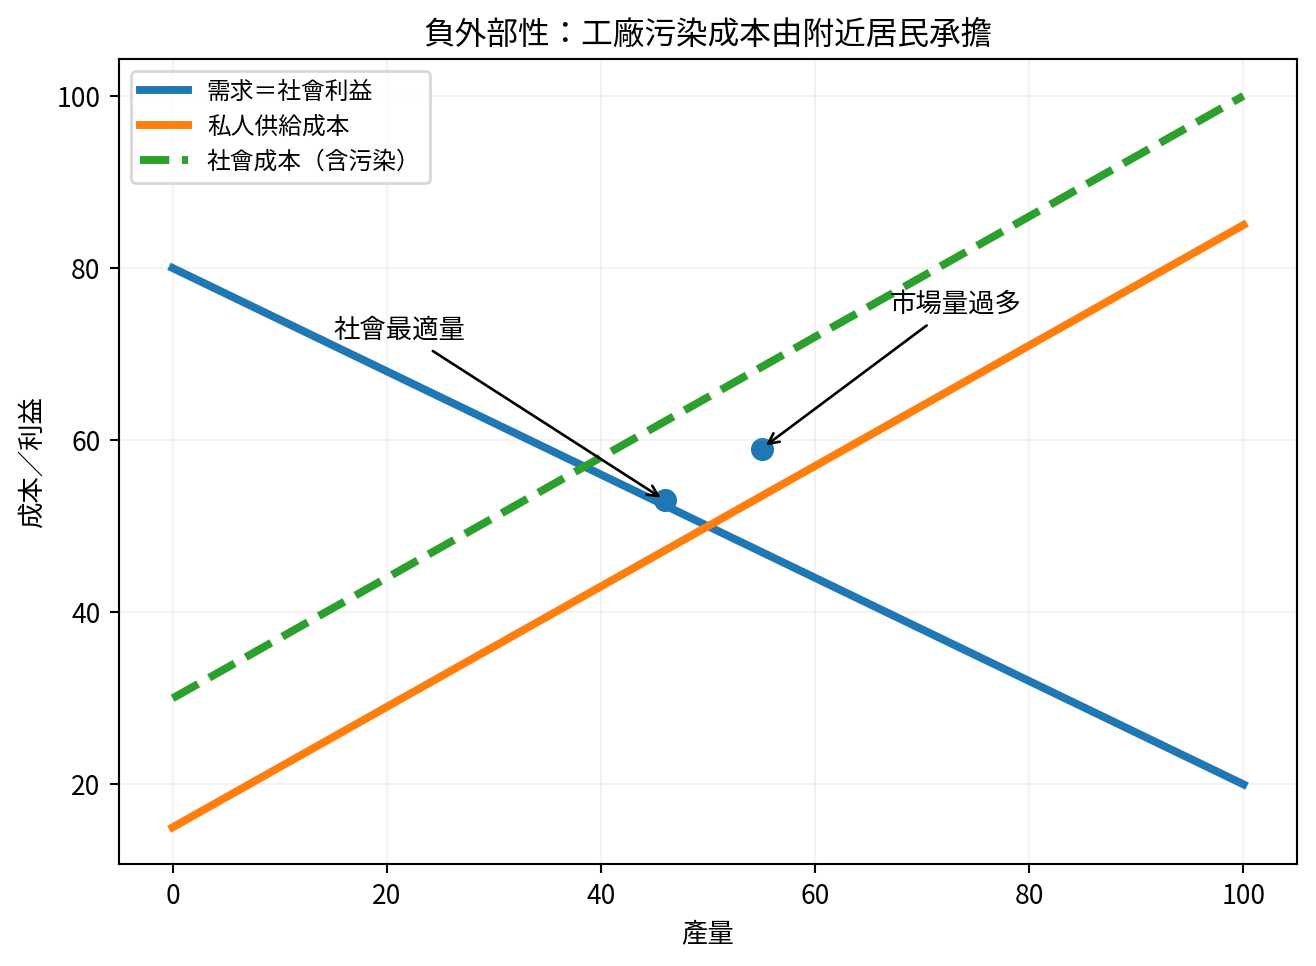 負外部性：工廠污染成本由附近居民承擔
需求＝社會利益
私人供給成本
社會成本（含污染）
100
80
60
40
20
成本／利益
社會最適量
市場量過多
0
20
40
60
80
100
產量